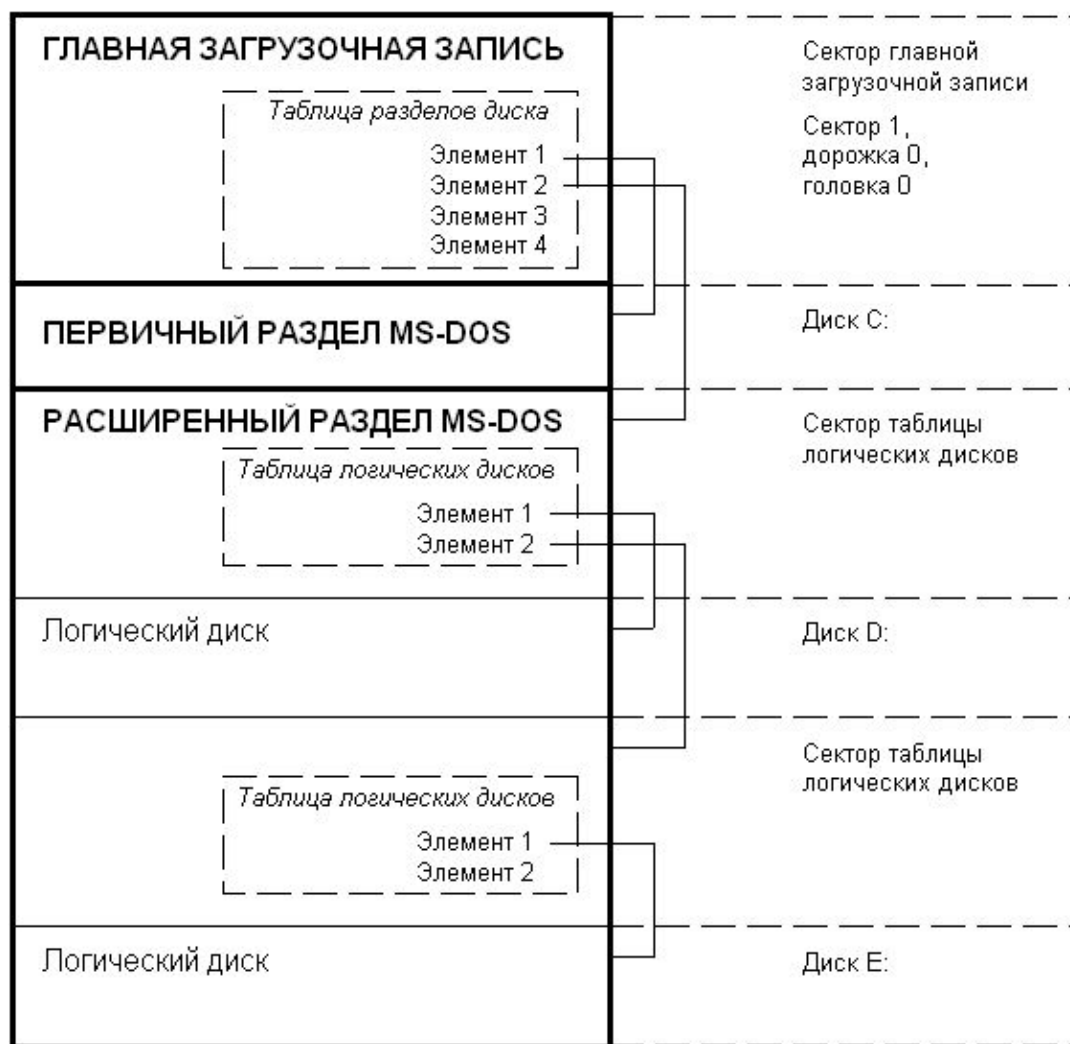 ГЛАВНАЯ ЗАГРУЗОЧНАЯ ЗАПИСЬ
Таблица разделов диска
Элемент 1
Элемент 2
Элемент 3
Элемент 4
Сектор главной
загрузочной записи
Сектор 1,
дорожка 0,
головка 0
ПЕРВИЧНЫЙ РАЗДЕЛ MS-DOS
Диск C:
РАСШИРЕННЫЙ РАЗДЕЛ MS-DOS
Таблица логических дисков
Элемент 1
Элемент 2
Сектор таблицы
логических дисков
Логический диск
Диск D:
Таблица логических дисков
Элемент 1
Элемент 2
Сектор таблицы
логических дисков
Логический диск
Диск E: